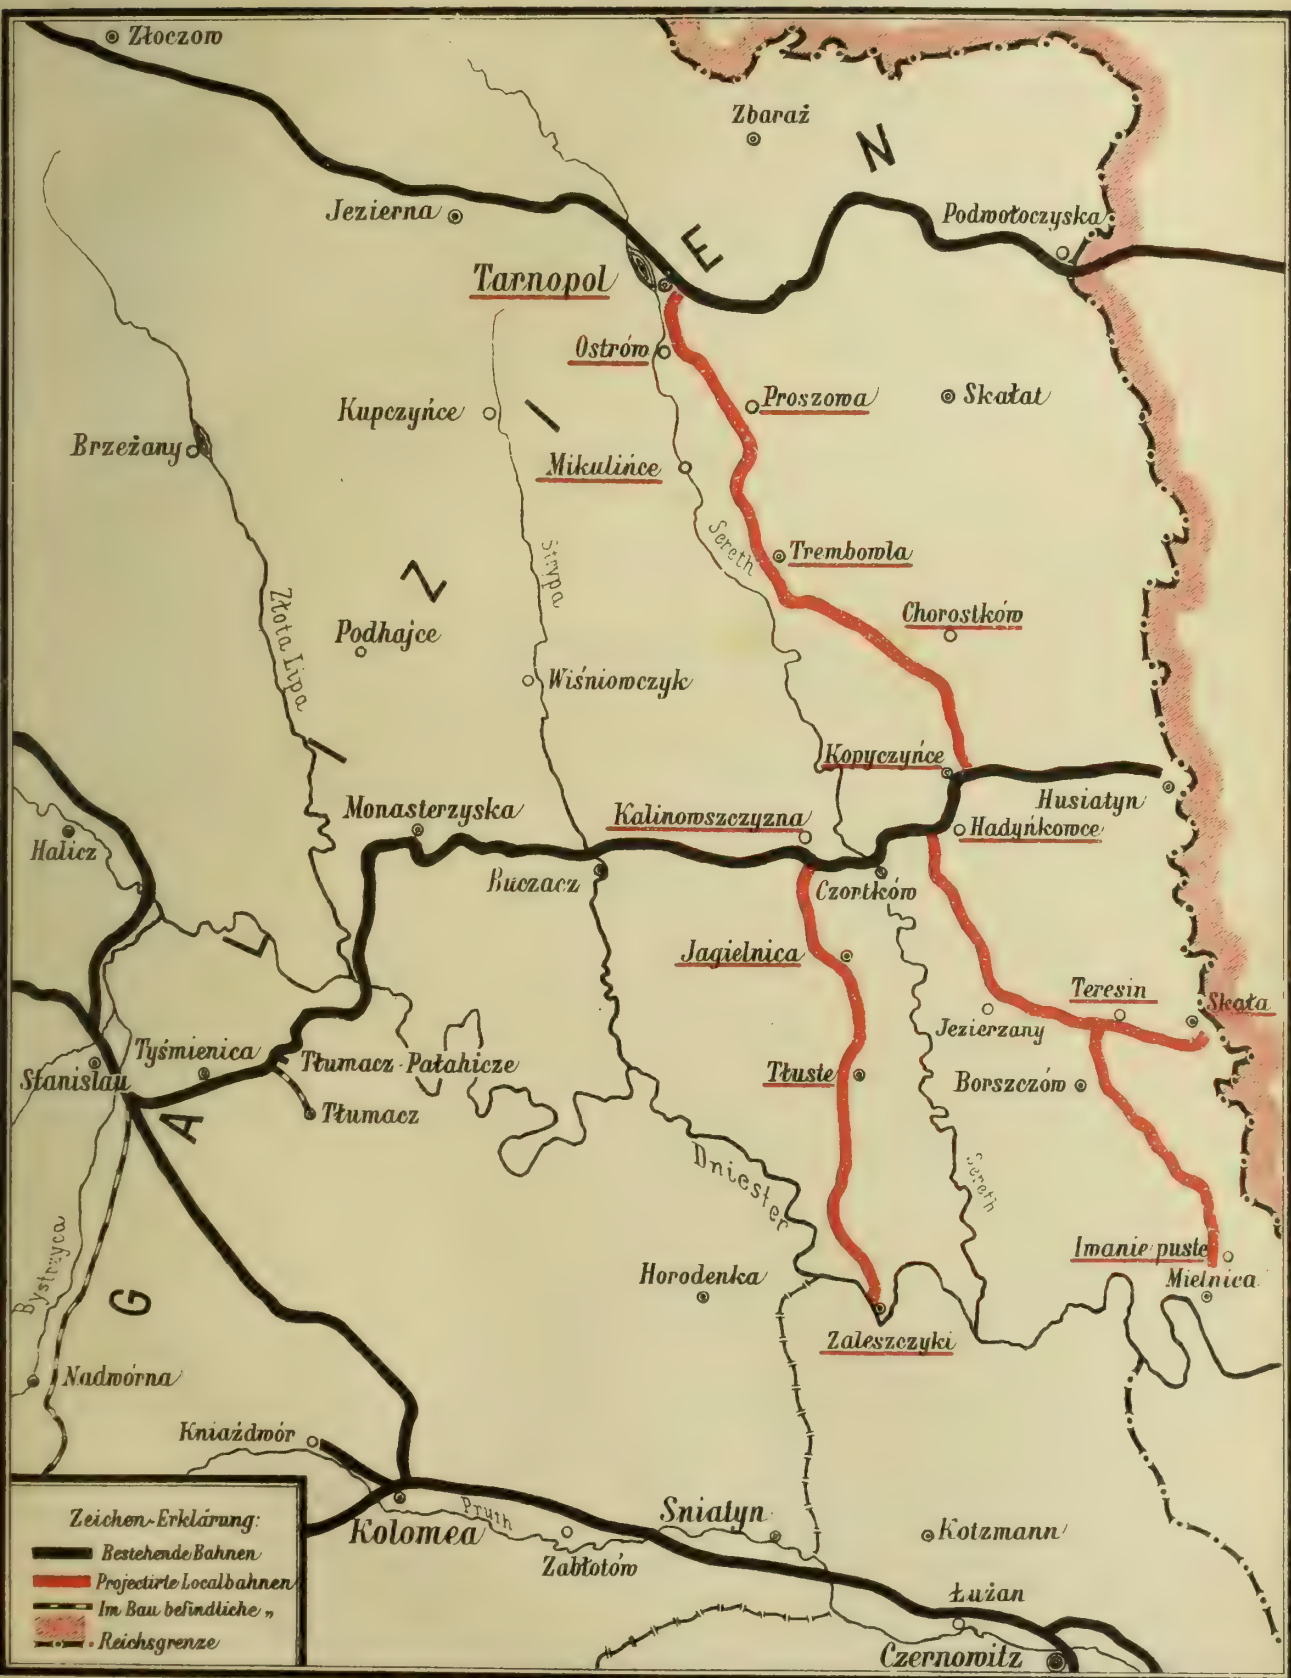 Złoczow
Zbaraż
N
Jezierna
Podwołoczyska
E
Tarnopol
Ostrów
Proszowa
Skałat
Kupczyńce
I
Brzeżany
Mikulińce
Sereth
Strypa
Trembowla
Z
Złota Lipa
Chorostków
Podhajce
Wiśniowczyk
I
Kopyczyńce
Husiatyn
Monasterzyska
Kalinowszczyzna
Hadyńkowce
Halicz
Buczacz
Czortków
L
Jagielnica
Teresin
Skała
Jezierzany
Tyśmienica
Tłumacz-Pałahicze
Stanislau
Tłuste
Borszczów
Tłumacz
A
Dniester
Sereth
Bystrzyca
Imanie puste
Horodenka
Mielnica
G
Zaleszczyki
Nadwórna
Kniaźdwór
Pruth
Kolomea
Sniatyn
Kotzmann
Zabłotów
Łużan
Czernowitz
Zeichen-Erklärung:
Bestehende Bahnen
Projectirte Localbahnen
Im Bau befindliche „
Reichsgrenze